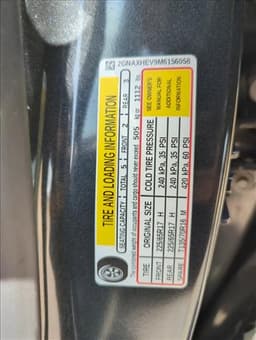 2GNAXHEV9M6156058
TIRE AND LOADING INFORMATION
SEATING CAPACITY TOTAL 5 FRONT 2 REAR 3
The combined weight of occupants and cargo should never exceed 505 kg or 1112 lbs.
TIRE ORIGINAL SIZE COLD TIRE PRESSURE
FRONT 225/65R17 H 240 kPa, 35 PSI
REAR 225/65R17 H 240 kPa, 35 PSI
SPARE T135/70R16 M 420 kPa, 60 PSI
SEE OWNER'S
MANUAL FOR
ADDITIONAL
INFORMATION